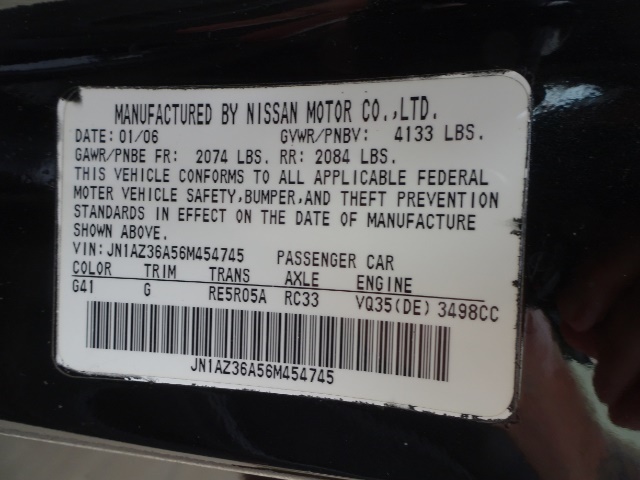 MANUFACTURED BY NISSAN MOTOR CO.,LTD.
DATE: 01/06 GVWR/PNBV: 4133 LBS.
GAWR/PNBE FR: 2074 LBS. RR: 2084 LBS.
THIS VEHICLE CONFORMS TO ALL APPLICABLE FEDERAL
MOTER VEHICLE SAFETY,BUMPER,AND THEFT PREVENTION
STANDARDS IN EFFECT ON THE DATE OF MANUFACTURE
SHOWN ABOVE.
VIN:JN1AZ36A56M454745 PASSENGER CAR
COLOR TRIM TRANS AXLE ENGINE
G41 G RE5R05A RC33 VQ35(DE) 3498CC
JN1AZ36A56M454745